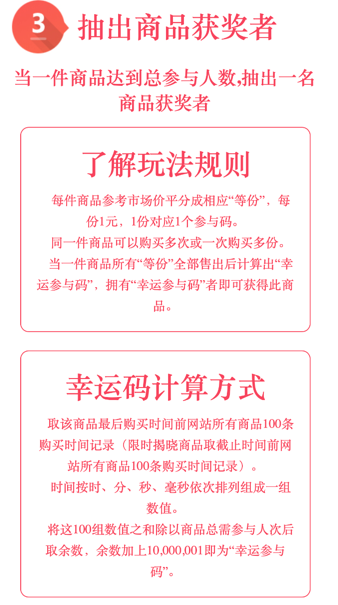 3
抽出商品获奖者
当一件商品达到总参与人数,抽出一名
商品获奖者
了解玩法规则
每件商品参考市场价平分成相应“等份”，每
份1元，1份对应1个参与码。
同一件商品可以购买多次或一次购买多份。
当一件商品所有“等份”全部售出后计算出“幸
运参与码”，拥有“幸运参与码”者即可获得此商
品。
幸运码计算方式
取该商品最后购买时间前网站所有商品100条
购买时间记录（限时揭晓商品取截止时间前网
站所有商品100条购买时间记录）。
时间按时、分、秒、毫秒依次排列组成一组
数值。
将这100组数值之和除以商品总需参与人次后
取余数，余数加上10,000,001即为“幸运参与
码”。